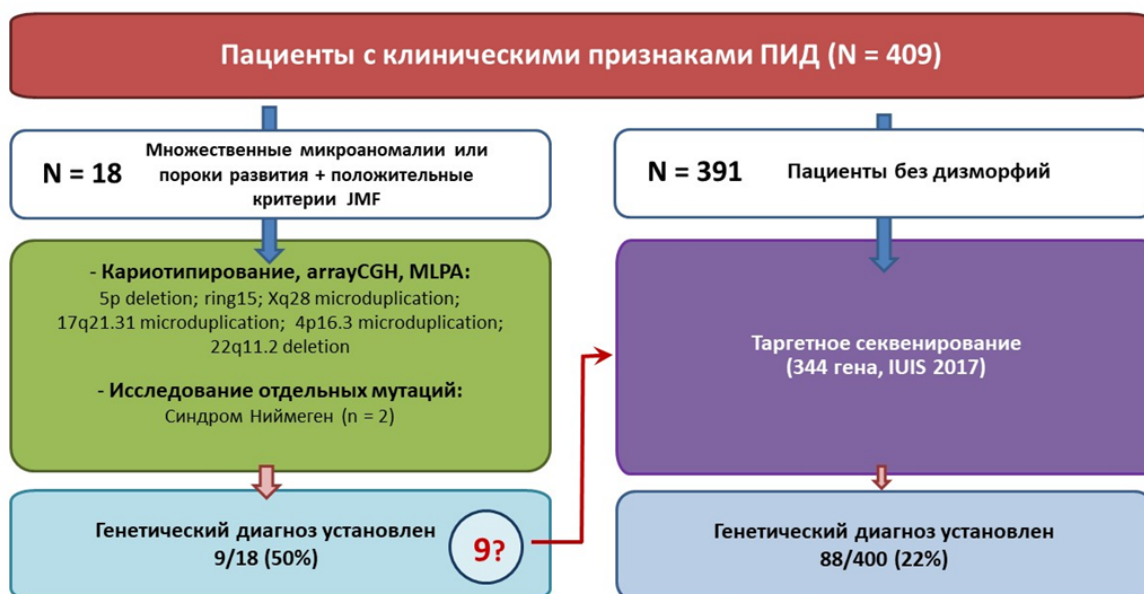 Пациенты с клиническими признаками ПИД (N = 409)
N = 18
Множественные микроаномалии или
пороки развития + положительные
критерии JMF
N = 391
Пациенты без дизморфий
- Кариотипирование, arrayCGH, MLPA:
5p deletion; ring15; Xq28 microduplication;
17q21.31 microduplication; 4p16.3 microduplication;
22q11.2 deletion
- Исследование отдельных мутаций:
Синдром Ниймеген (n = 2)
Таргетное секвенирование
(344 гена, IUIS 2017)
Генетический диагноз установлен
9/18 (50%)
9?
Генетический диагноз установлен
88/400 (22%)